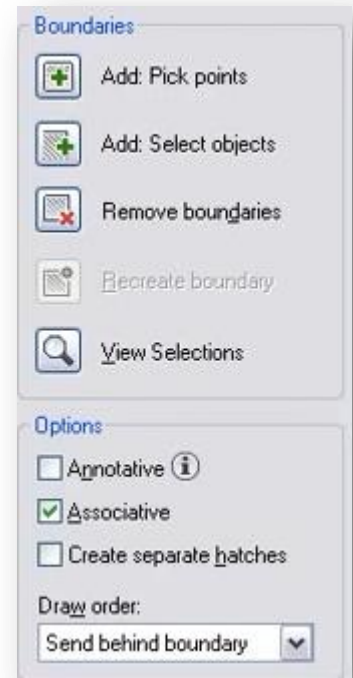 Boundaries
Add: Pick points
Add: Select objects
Remove boundaries
Recreate boundary
View Selections
Options
Annotative i
Associative
Create separate hatches
Draw order:
Send behind boundary